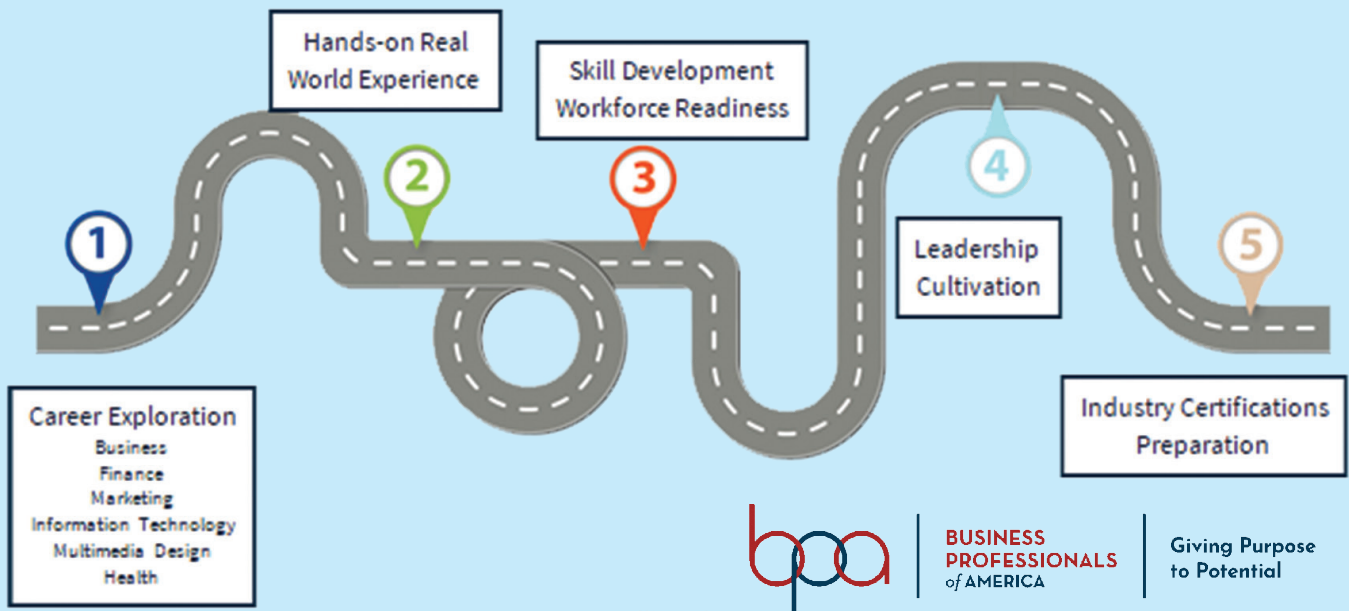 1
Career Exploration
Business
Finance
Marketing
Information Technology
Multimedia Design
Health
Hands-on Real
World Experience
2
Skill Development
Workforce Readiness
3
4
Leadership
Cultivation
5
Industry Certifications
Preparation
bpa
BUSINESS
PROFESSIONALS
of AMERICA
Giving Purpose
to Potential